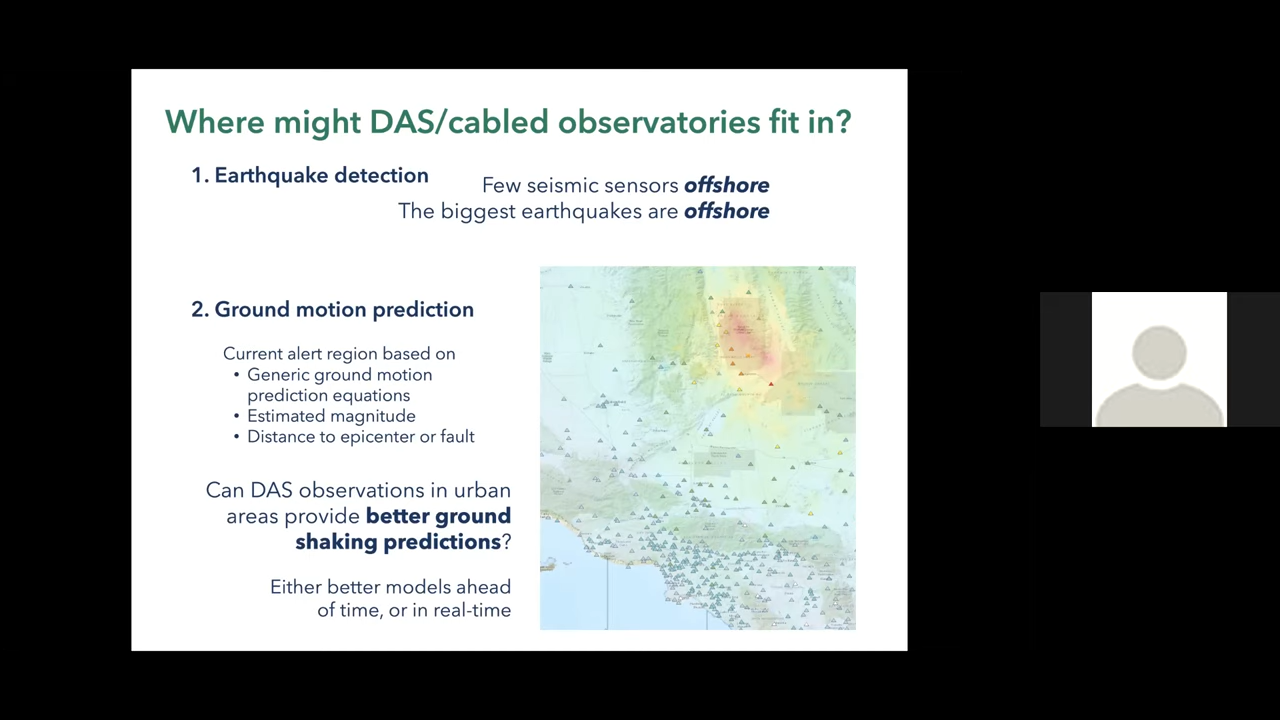 Where might DAS/cabled observatories fit in?
1. Earthquake detection
Few seismic sensors offshore
The biggest earthquakes are offshore
2. Ground motion prediction
Current alert region based on
• Generic ground motion
prediction equations
• Estimated magnitude
• Distance to epicenter or fault
Can DAS observations in urban
areas provide better ground
shaking predictions?
Either better models ahead
of time, or in real-time